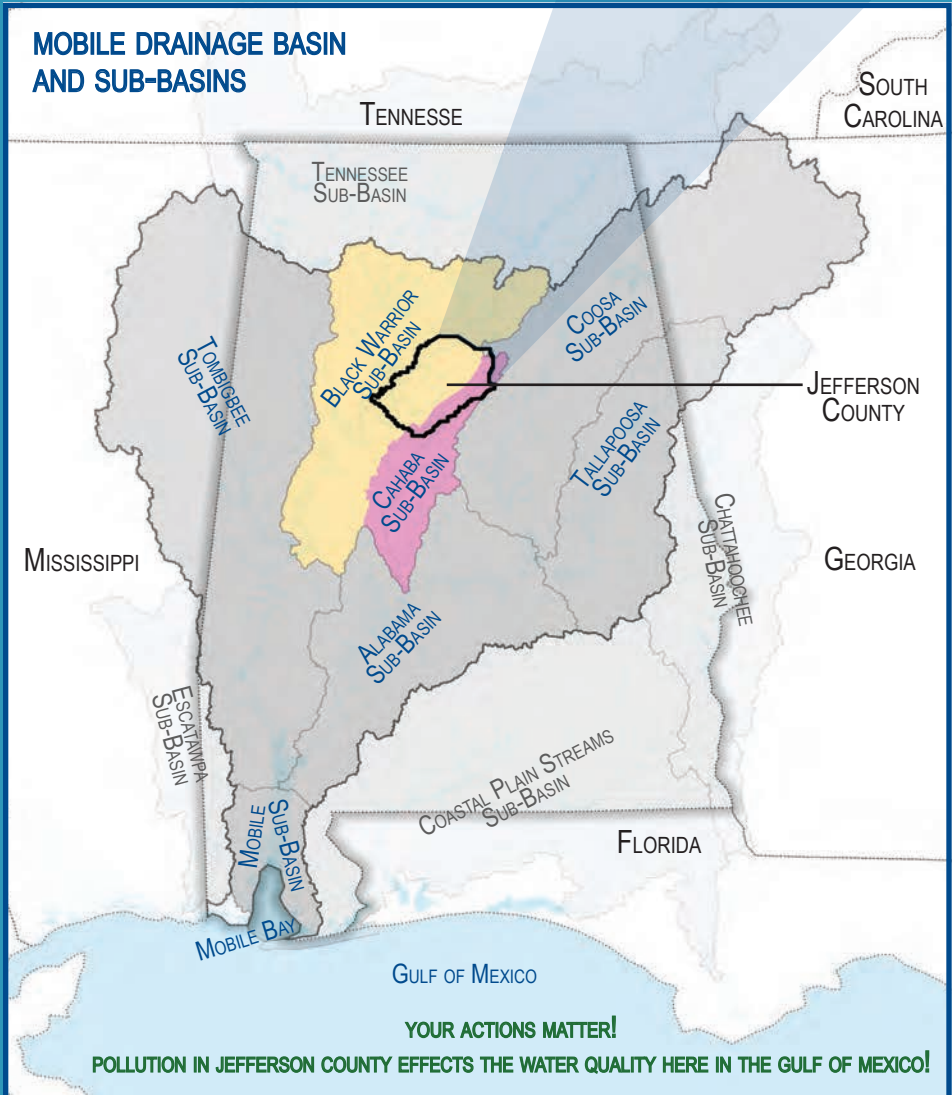 MOBILE DRAINAGE BASIN
AND SUB-BASINS
SOUTH
CAROLINA
TENNESSE
TENNESSEE
SUB-BASIN
BLACK WARRIOR
SUB-BASIN
COOSA
SUB-BASIN
TOMBIGBEE
SUB-BASIN
JEFFERSON
COUNTY
TALLAPOOSA
SUB-BASIN
CAHABA
SUB-BASIN
CHATTAHOOCHEE
SUB-BASIN
MISSISSIPPI
GEORGIA
ALABAMA
SUB-BASIN
ESCATAWPA
SUB-BASIN
COASTAL PLAIN STREAMS
SUB-BASIN
MOBILE
SUB-BASIN
FLORIDA
MOBILE BAY
GULF OF MEXICO
YOUR ACTIONS MATTER!
POLLUTION IN JEFFERSON COUNTY EFFECTS THE WATER QUALITY HERE IN THE GULF OF MEXICO!